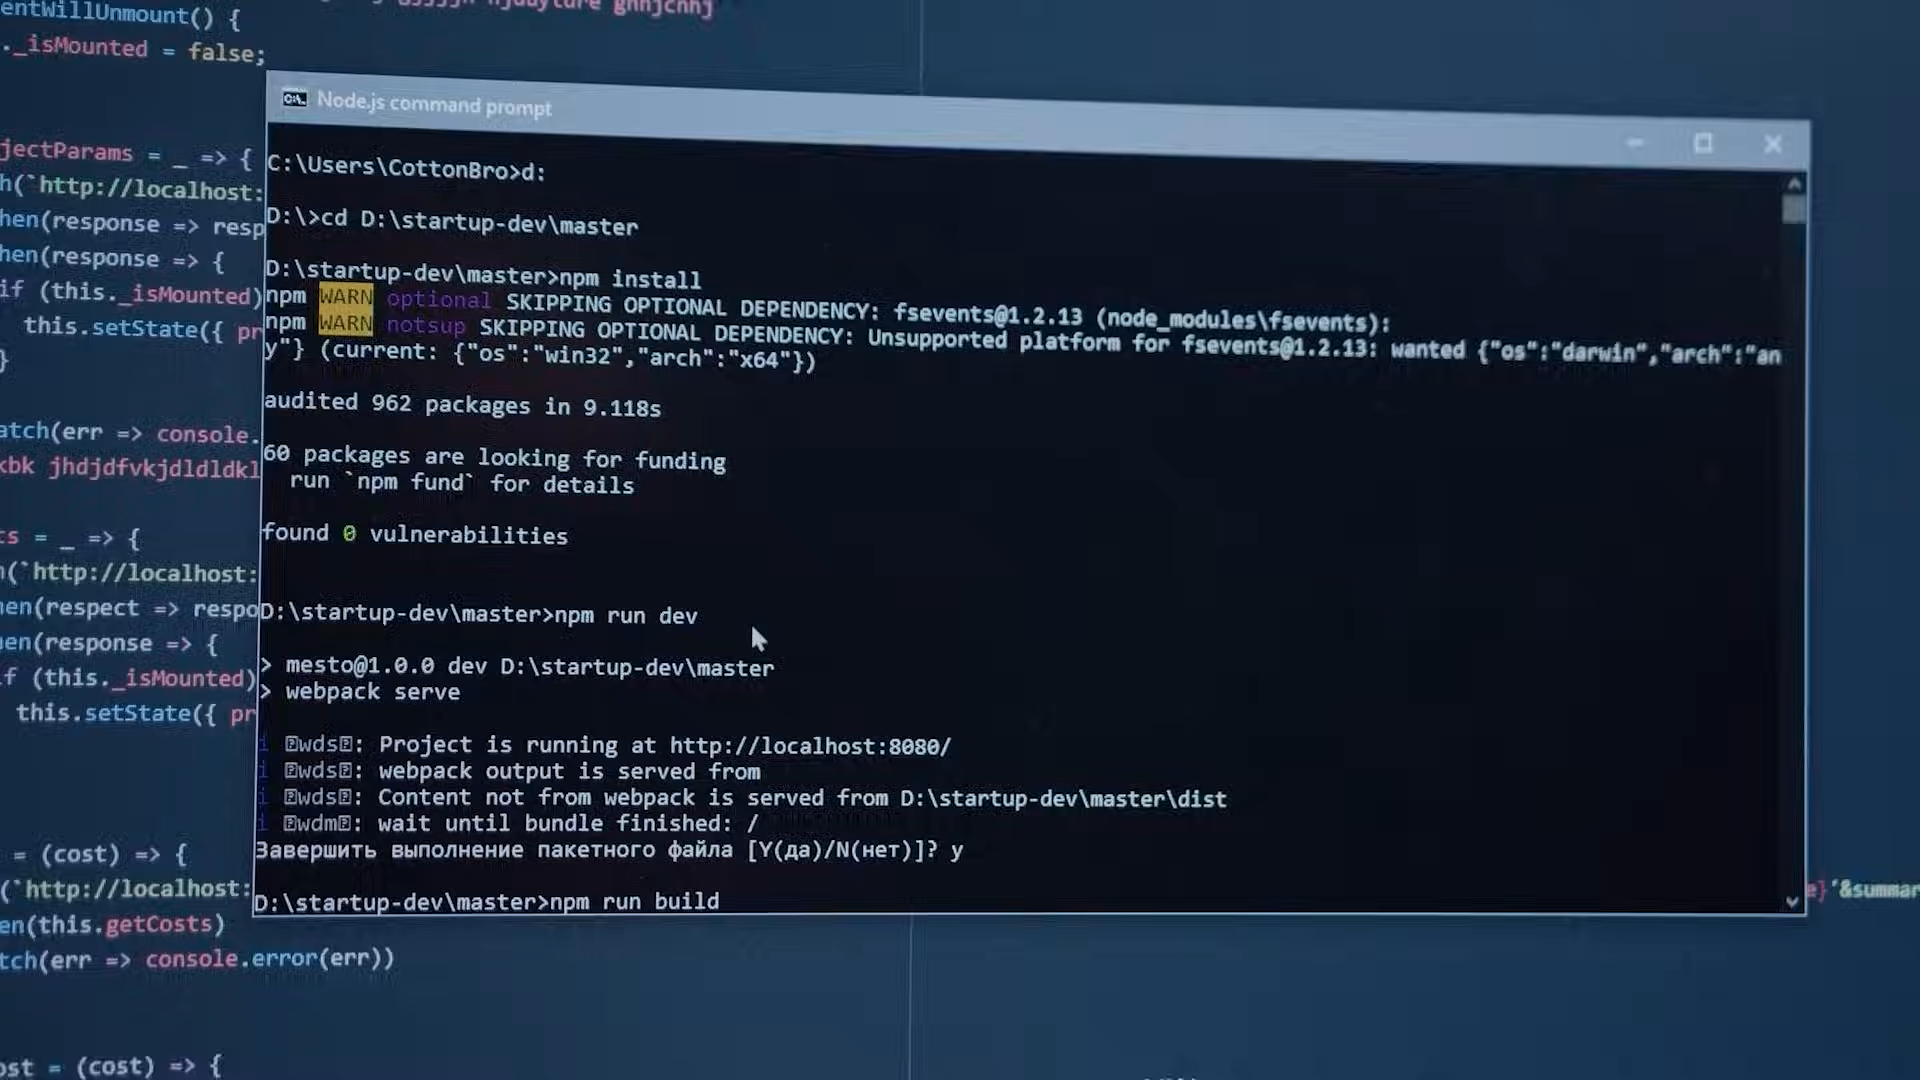 entWillUnmount() {
._isMounted = false;
jectParams = _ => {
h(`http://localhost:
hen(response => resp
hen(response => {
if (this._isMounted)
this.setState({ pr
}
atch(err => console.
kbk jhdjdfvkjdldldkl
ts = _ => {
n(`http://localhost:
hen(respect => respo
hen(response => {
if (this._isMounted)
this.setState({ pr
= (cost) => {
(`http://localhost:
en(this.getCosts)
tch(err => console.error(err))
ost = (cost) => {
Node.js command prompt
C:\Users\CottonBro>d:
D:\>cd D:\startup-dev\master
D:\startup-dev\master>npm install
npm WARN optional SKIPPING OPTIONAL DEPENDENCY: fsevents@1.2.13 (node_modules\fsevents):
npm WARN notsup SKIPPING OPTIONAL DEPENDENCY: Unsupported platform for fsevents@1.2.13: wanted {"os":"darwin","arch":"an
y"} (current: {"os":"win32","arch":"x64"})
audited 962 packages in 9.118s
60 packages are looking for funding
run `npm fund` for details
found 0 vulnerabilities
D:\startup-dev\master>npm run dev
> mesto@1.0.0 dev D:\startup-dev\master
> webpack serve
i wds: Project is running at http://localhost:8080/
i wds: webpack output is served from
i wds: Content not from webpack is served from D:\startup-dev\master\dist
i wdm: wait until bundle finished: /
Завершить выполнение пакетного файла [Y(да)/N(нет)]? y
D:\startup-dev\master>npm run build
e}`&summar